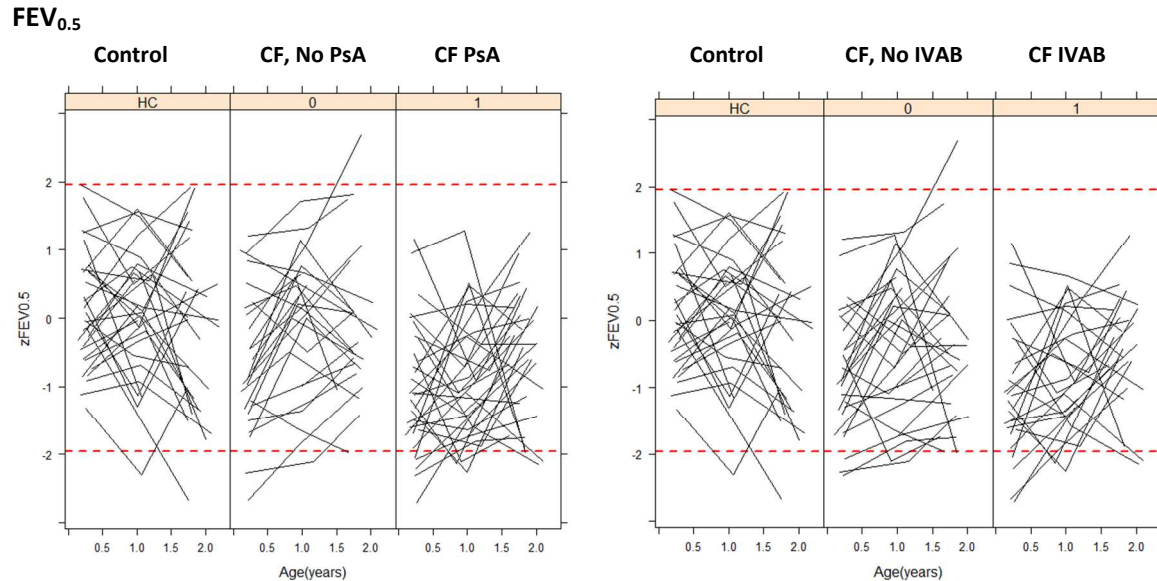 FEV0.5
Control CF, No PsA CF PsA Control CF, No IVAB CF IVAB
HC 0 1 HC 0 1
2 2
1 1
0 0
-1 -1
-2 -2
zFEV0.5 zFEV0.5
0.5 1.0 1.5 2.0 0.5 1.0 1.5 2.0 0.5 1.0 1.5 2.0 0.5 1.0 1.5 2.0 0.5 1.0 1.5 2.0 0.5 1.0 1.5 2.0
Age(years) Age(years)